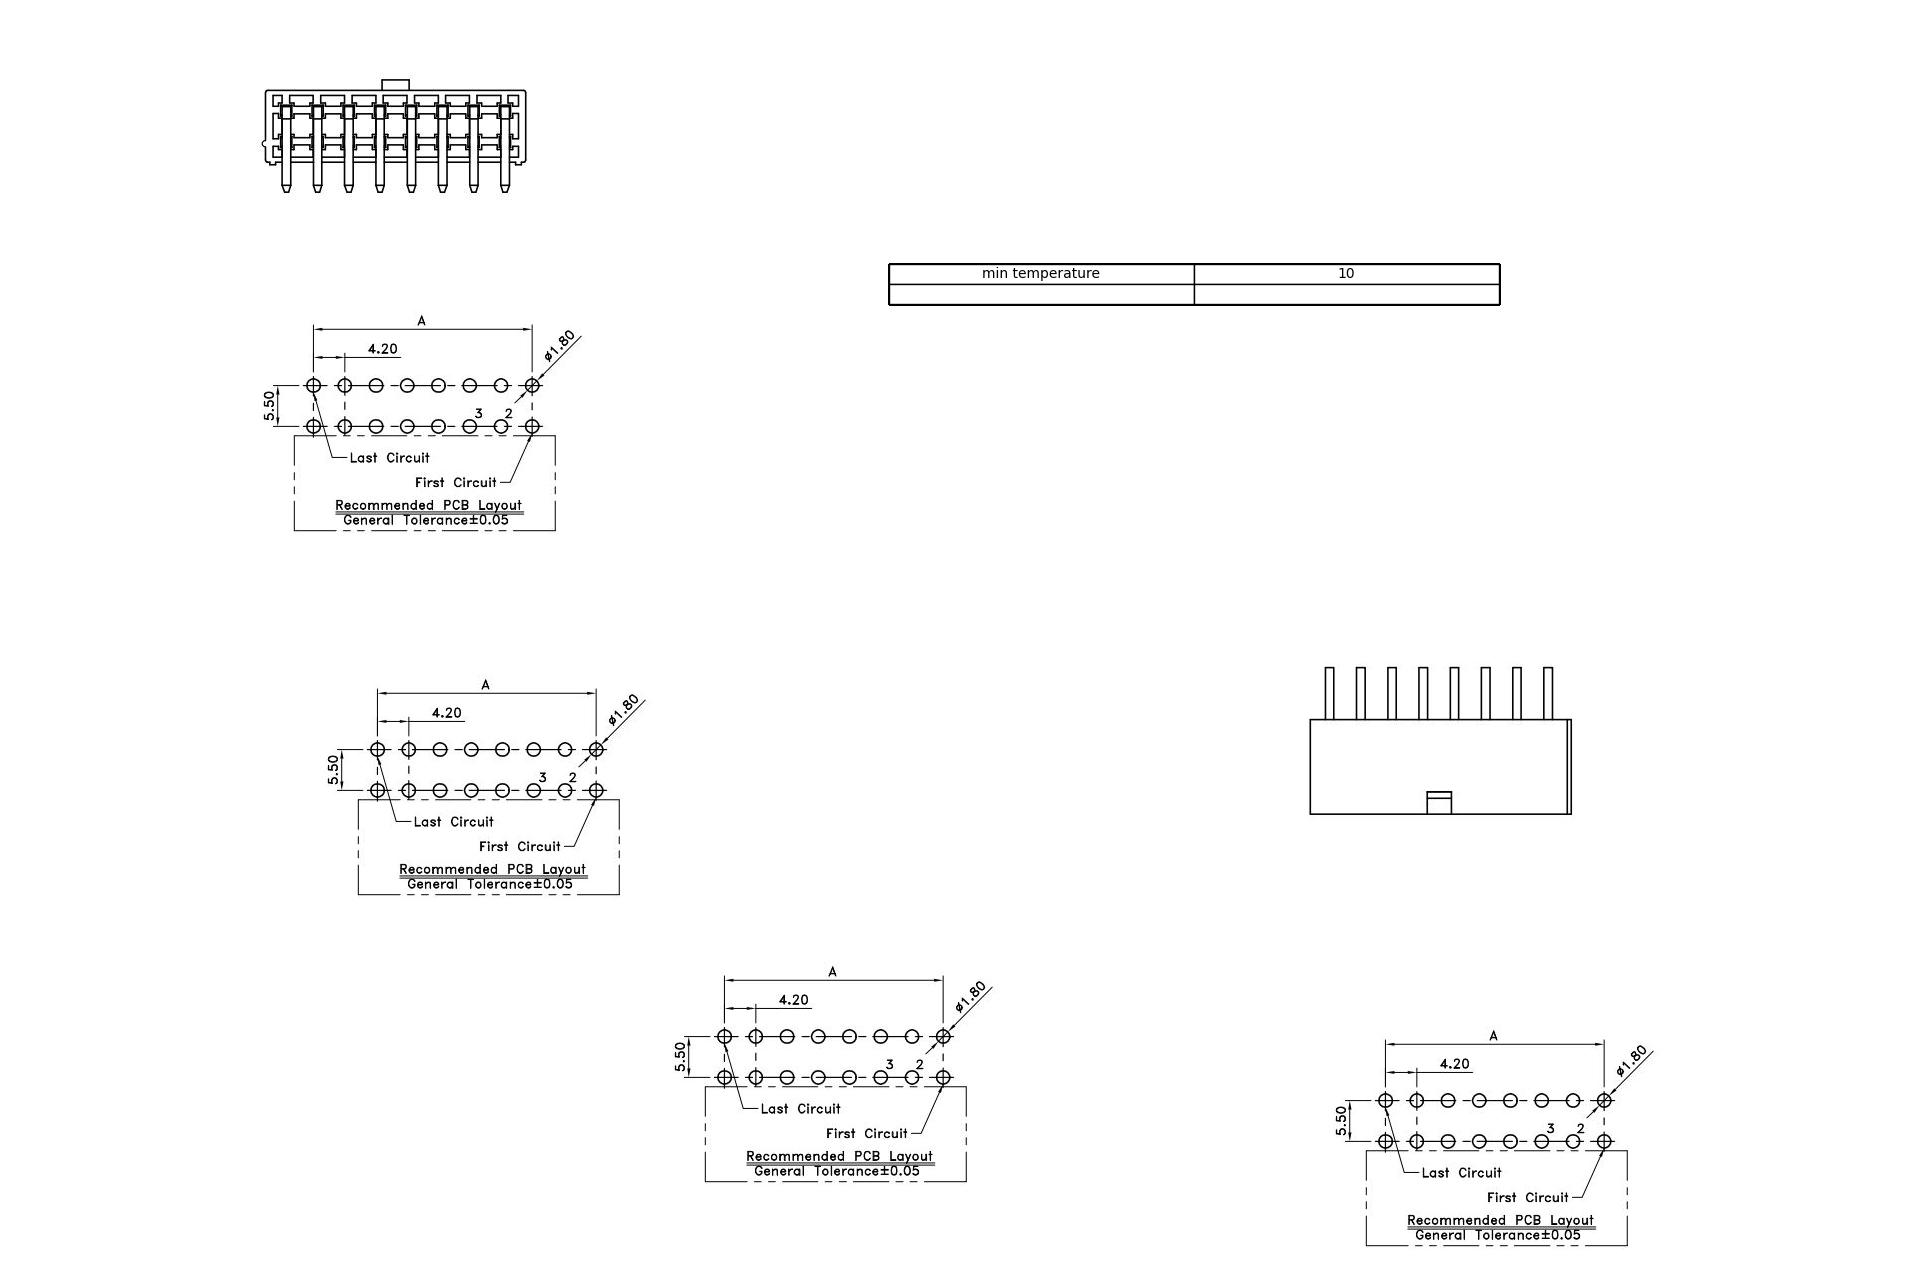 min temperature 10
A
4.20
ø1.80
5.50
3 2
Last Circuit
First Circuit
Recommended PCB Layout
General Tolerance±0.05
A
4.20
ø1.80
5.50
3 2
Last Circuit
First Circuit
Recommended PCB Layout
General Tolerance±0.05
A
4.20
ø1.80
5.50
3 2
Last Circuit
First Circuit
Recommended PCB Layout
General Tolerance±0.05
A
4.20
ø1.80
5.50
3 2
Last Circuit
First Circuit
Recommended PCB Layout
General Tolerance±0.05